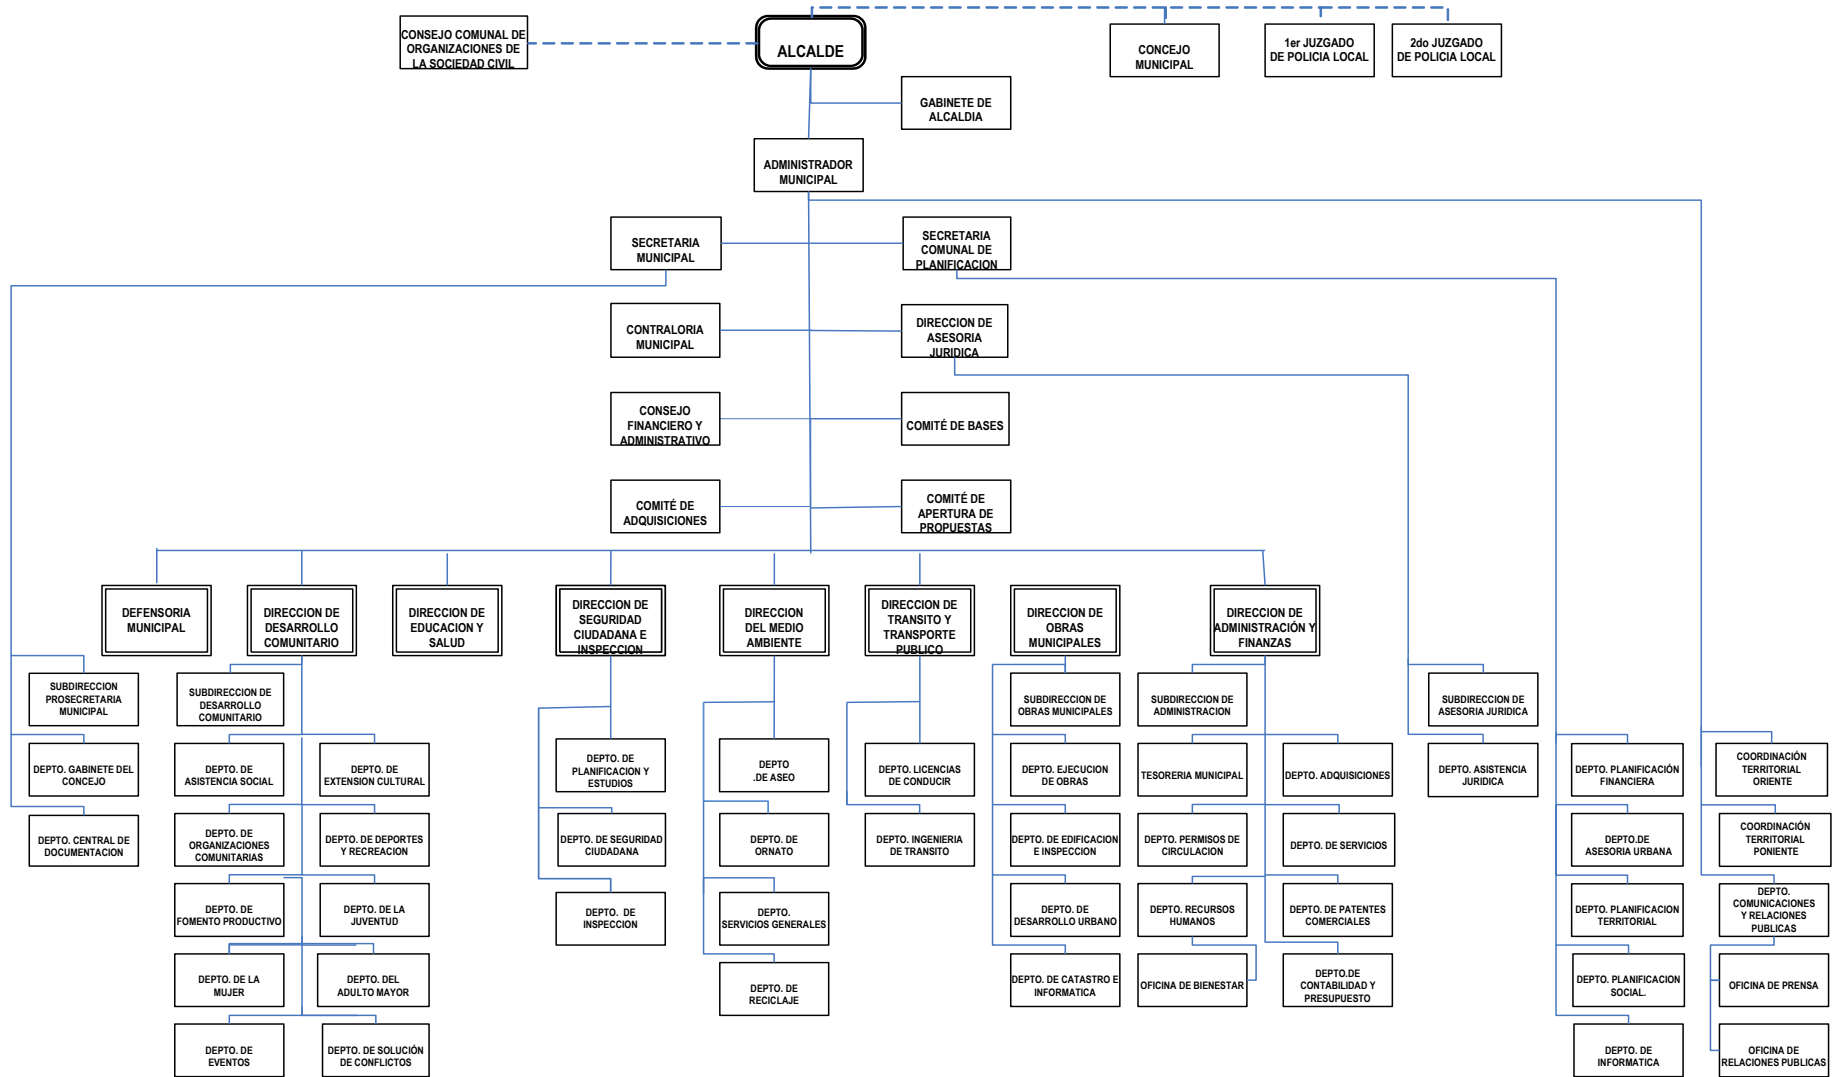 CONSEJO COMUNAL DE
ORGANIZACIONES DE
LA SOCIEDAD CIVIL
ALCALDE
CONCEJO
MUNICIPAL
1er JUZGADO
DE POLICIA LOCAL
2do JUZGADO
DE POLICIA LOCAL
GABINETE DE
ALCALDIA
ADMINISTRADOR
MUNICIPAL
SECRETARIA
MUNICIPAL
SECRETARIA
COMUNAL DE
PLANIFICACION
CONTRALORIA
MUNICIPAL
DIRECCION DE
ASESORIA
JURIDICA
CONSEJO
FINANCIERO Y
ADMINISTRATIVO
COMITÉ DE BASES
COMITÉ DE
ADQUISICIONES
COMITÉ DE
APERTURA DE
PROPUESTAS
DEFENSORIA
MUNICIPAL
DIRECCION DE
DESARROLLO
COMUNITARIO
DIRECCION DE
EDUCACION Y
SALUD
DIRECCION DE
SEGURIDAD
CIUDADANA E
INSPECCION
DIRECCION
DEL MEDIO
AMBIENTE
DIRECCION DE
TRANSITO Y
TRANSPORTE
PUBLICO
DIRECCION DE
OBRAS
MUNICIPALES
DIRECCION DE
ADMINISTRACIÓN Y
FINANZAS
SUBDIRECCION
PROSECRETARIA
MUNICIPAL
SUBDIRECCION DE
DESARROLLO
COMUNITARIO
SUBDIRECCION DE
OBRAS MUNICIPALES
SUBDIRECCION DE
ADMINISTRACION
SUBDIRECCION DE
ASESORIA JURIDICA
DEPTO. GABINETE DEL
CONCEJO
DEPTO. DE
ASISTENCIA SOCIAL
DEPTO. DE
EXTENSION CULTURAL
DEPTO. DE
PLANIFICACION Y
ESTUDIOS
DEPTO
.DE ASEO
DEPTO. LICENCIAS
DE CONDUCIR
DEPTO. EJECUCION
DE OBRAS
TESORERIA MUNICIPAL
DEPTO. ADQUISICIONES
DEPTO. ASISTENCIA
JURIDICA
DEPTO. PLANIFICACIÓN
FINANCIERA
COORDINACIÓN
TERRITORIAL
ORIENTE
DEPTO. CENTRAL DE
DOCUMENTACION
DEPTO. DE
ORGANIZACIONES
COMUNITARIAS
DEPTO. DE DEPORTES
Y RECREACION
DEPTO. DE SEGURIDAD
CIUDADANA
DEPTO. DE
ORNATO
DEPTO. INGENIERIA
DE TRANSITO
DEPTO. DE EDIFICACION
E INSPECCION
DEPTO. PERMISOS DE
CIRCULACION
DEPTO. DE SERVICIOS
DEPTO.DE
ASESORIA URBANA
COORDINACIÓN
TERRITORIAL
PONIENTE
DEPTO. DE
FOMENTO PRODUCTIVO
DEPTO. DE LA
JUVENTUD
DEPTO. DE
INSPECCION
DEPTO.
SERVICIOS GENERALES
DEPTO. DE
DESARROLLO URBANO
DEPTO. RECURSOS
HUMANOS
DEPTO. DE PATENTES
COMERCIALES
DEPTO. PLANIFICACION
TERRITORIAL
DEPTO.
COMUNICACIONES
Y RELACIONES
PUBLICAS
DEPTO. DE LA
MUJER
DEPTO. DEL
ADULTO MAYOR
DEPTO. DE
RECICLAJE
DEPTO. DE CATASTRO E
INFORMATICA
OFICINA DE BIENESTAR
DEPTO.DE
CONTABILIDAD Y
PRESUPUESTO
DEPTO. PLANIFICACION
SOCIAL.
OFICINA DE PRENSA
DEPTO. DE
EVENTOS
DEPTO. DE SOLUCIÓN
DE CONFLICTOS
DEPTO. DE
INFORMATICA
OFICINA DE
RELACIONES PUBLICAS